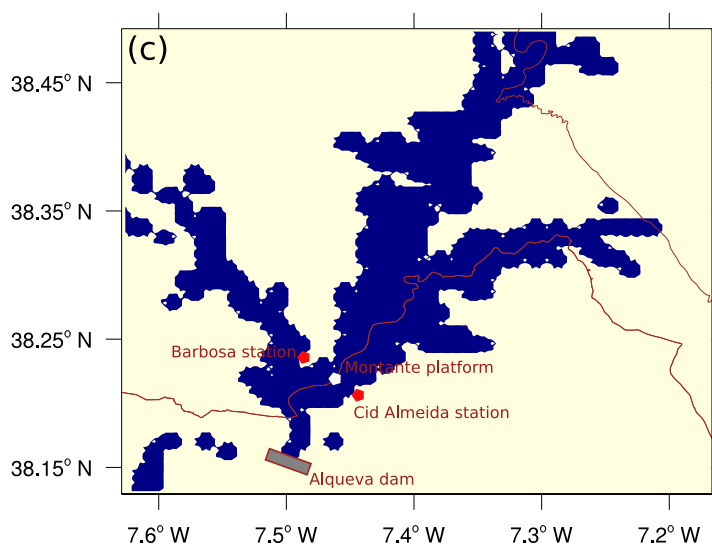 (c)
38.45° N
38.35° N
38.25° N
38.15° N
Barbosa station
Montante platform
Cid Almeida station
Alqueva dam
7.6° W 7.5° W 7.4° W 7.3° W 7.2° W